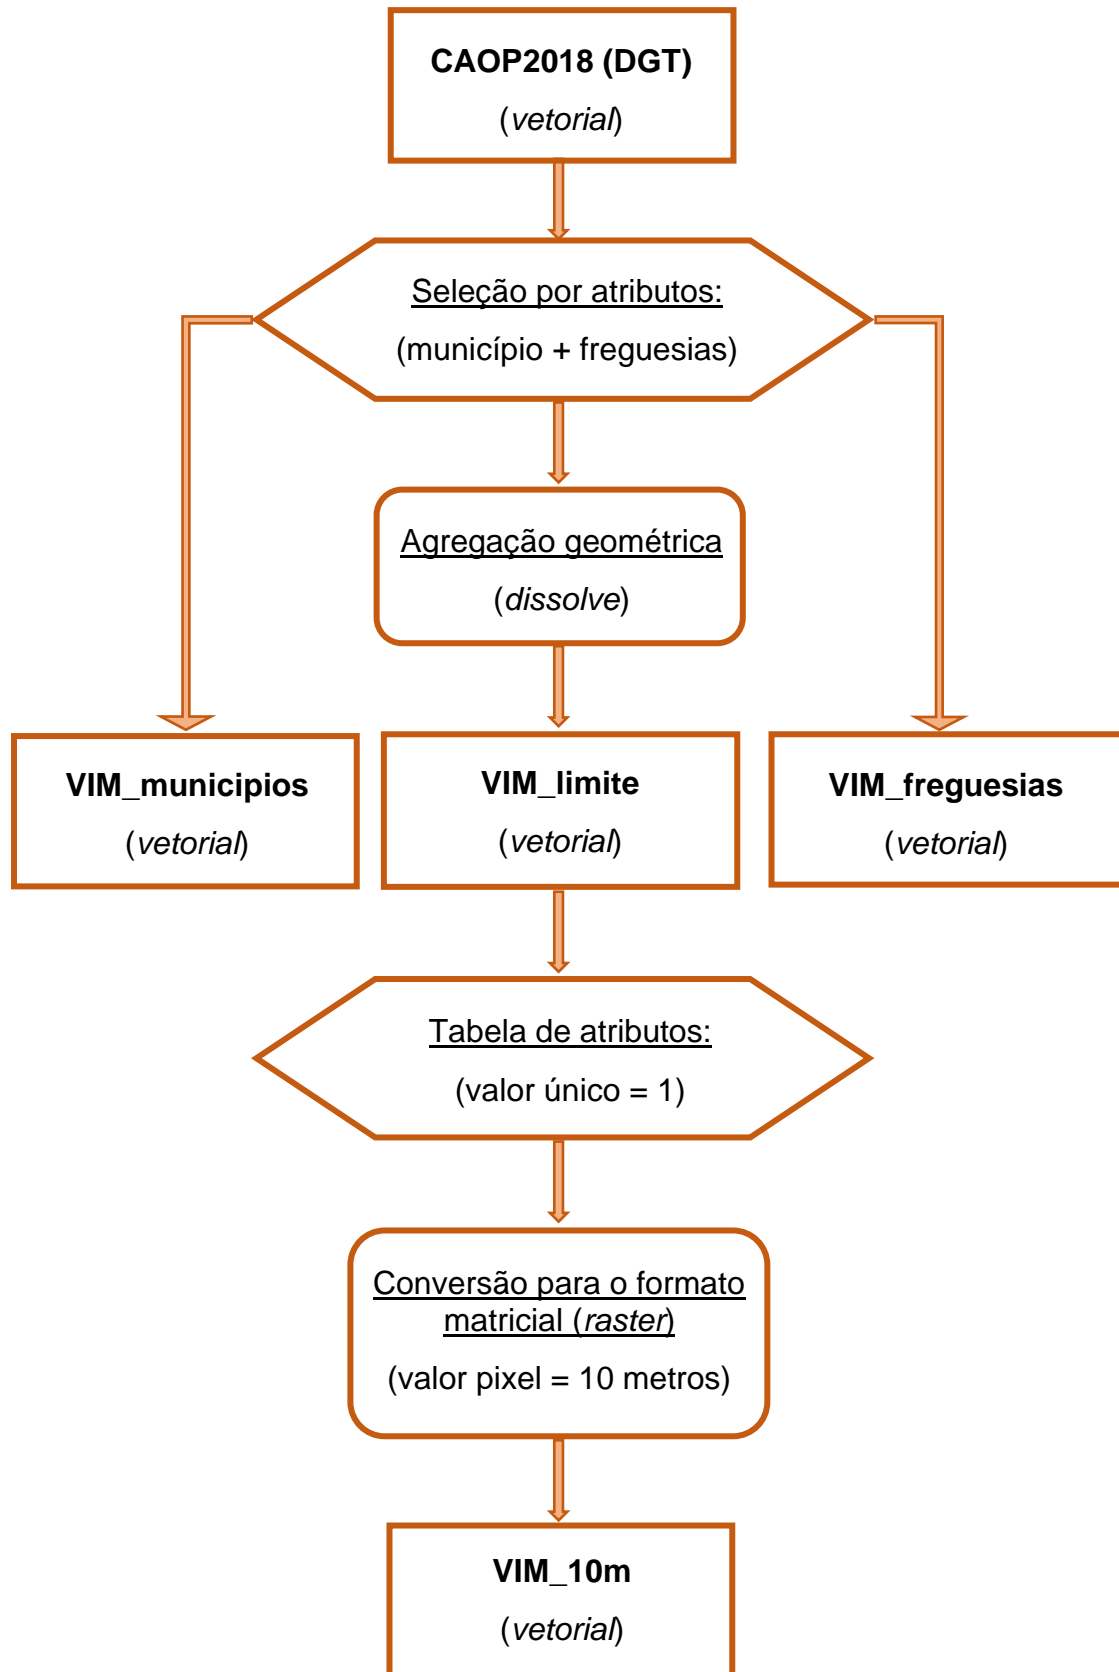 CAOP2018 (DGT)
(vetorial)
Seleção por atributos:
(município + freguesias)
Agregação geométrica
(dissolve)
VIM_municipios
(vetorial)
VIM_limite
(vetorial)
VIM_freguesias
(vetorial)
Tabela de atributos:
(valor único = 1)
Conversão para o formato
matricial (raster)
(valor pixel = 10 metros)
VIM_10m
(vetorial)